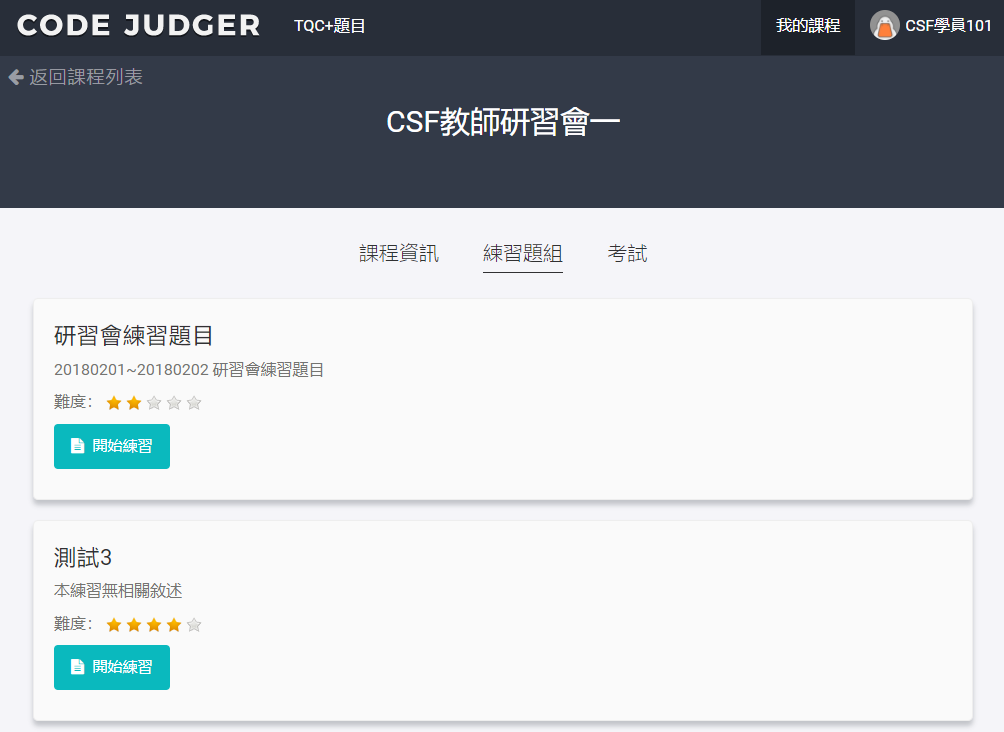 CODE JUDGER TQC+題目 我的課程 CSF學員101
返回課程列表
CSF教師研習會一
課程資訊 練習題組 考試
研習會練習題目
20180201~20180202 研習會練習題目
難度：
開始練習
測試3
本練習無相關敘述
難度：
開始練習